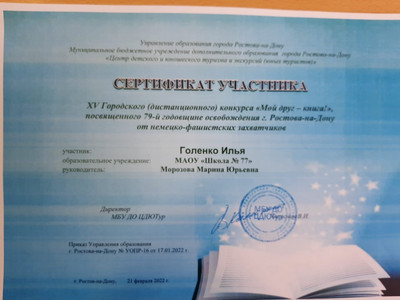 Управление образования города Ростова-на-Дону
Муниципальное бюджетное учреждение дополнительного образования города Ростова-на-Дону
«Центр детского и юношеского туризма и экскурсий (юных туристов)»
СЕРТИФИКАТ УЧАСТНИКА
XV Городского (дистанционного) конкурса «Мой друг – книга!»,
посвященного 79-й годовщине освобождения г. Ростова-на-Дону
от немецко-фашистских захватчиков
участник: Голенко Илья
образовательное учреждение: МАОУ «Школа № 77»
руководитель: Морозова Марина Юрьевна
Директор
МБУ ДО ЦДЮТур
МБУ ДО
ЦДЮТур
Приказ Управления образования
г. Ростова-на-Дону № УОПР-16 от 17.01.2022 г.
г. Ростов-на-Дону, 21 февраля 2022 г.